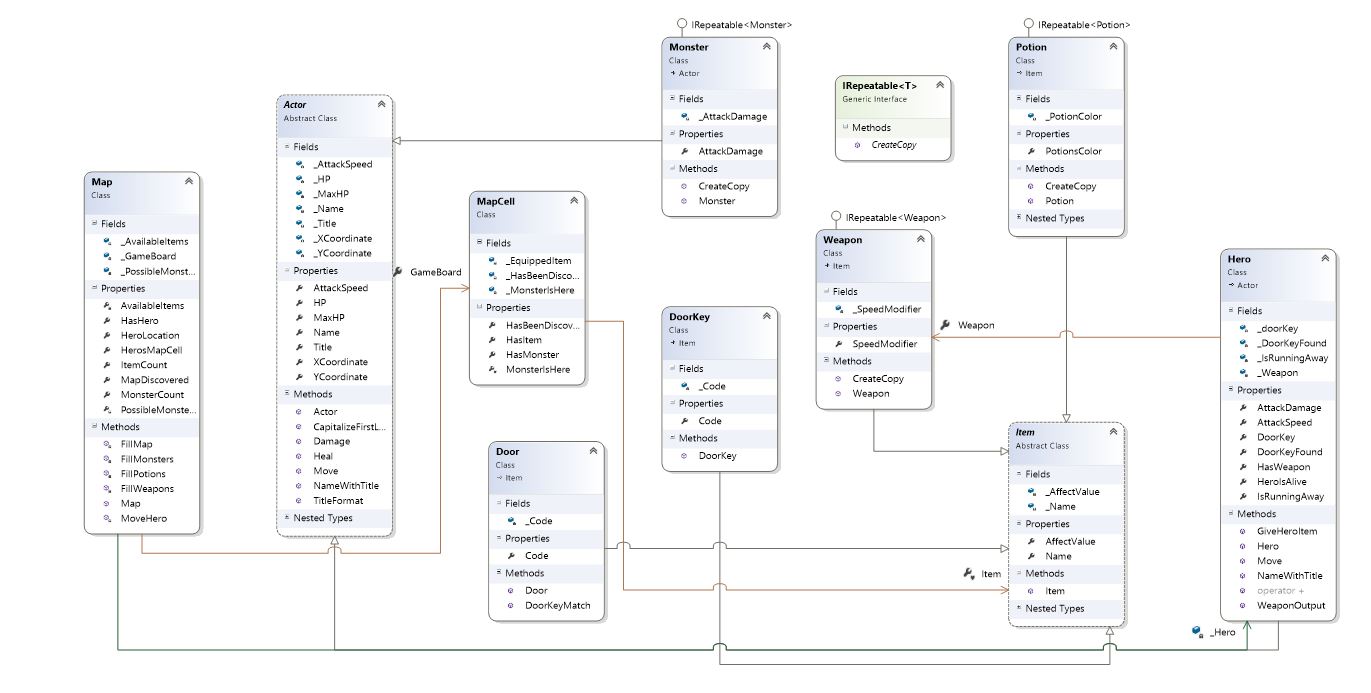 IRepeatable<Monster>
Monster
Class
➔ Actor
Fields
_AttackDamage
Properties
AttackDamage
Methods
CreateCopy
Monster
IRepeatable<Potion>
Potion
Class
➔ Item
Fields
_PotionColor
Properties
PotionsColor
Methods
CreateCopy
Potion
Nested Types
IRepeatable<T>
Generic Interface
Methods
CreateCopy
Actor
Abstract Class
Fields
_AttackSpeed
_HP
_MaxHP
_Name
_Title
_XCoordinate
_YCoordinate
Properties
AttackSpeed
HP
MaxHP
Name
Title
XCoordinate
YCoordinate
Methods
Actor
CapitalizeFirstL...
Damage
Heal
Move
NameWithTitle
TitleFormat
Nested Types
Map
Class
Fields
_AvailableItems
_GameBoard
_PossibleMonst...
Properties
AvailableItems
HasHero
HeroLocation
HerosMapCell
ItemCount
MapDiscovered
MonsterCount
PossibleMonste...
Methods
FillMap
FillMonsters
FillPotions
FillWeapons
Map
MoveHero
GameBoard
MapCell
Class
Fields
_EquippedItem
_HasBeenDisco...
_MonsterIsHere
Properties
HasBeenDiscov...
HasItem
HasMonster
MonsterIsHere
IRepeatable<Weapon>
Weapon
Class
➔ Item
Fields
_SpeedModifier
Properties
SpeedModifier
Methods
CreateCopy
Weapon
Weapon
Hero
Class
➔ Actor
Fields
_doorKey
_DoorKeyFound
_IsRunningAway
_Weapon
Properties
AttackDamage
AttackSpeed
DoorKey
DoorKeyFound
HasWeapon
HeroIsAlive
IsRunningAway
Methods
GiveHeroItem
Hero
Move
NameWithTitle
operator +
WeaponOutput
DoorKey
Class
➔ Item
Fields
_Code
Properties
Code
Methods
DoorKey
Door
Class
➔ Item
Fields
_Code
Properties
Code
Methods
Door
DoorKeyMatch
Item
Item
Abstract Class
Fields
_AffectValue
_Name
Properties
AffectValue
Name
Methods
Item
Nested Types
_Hero